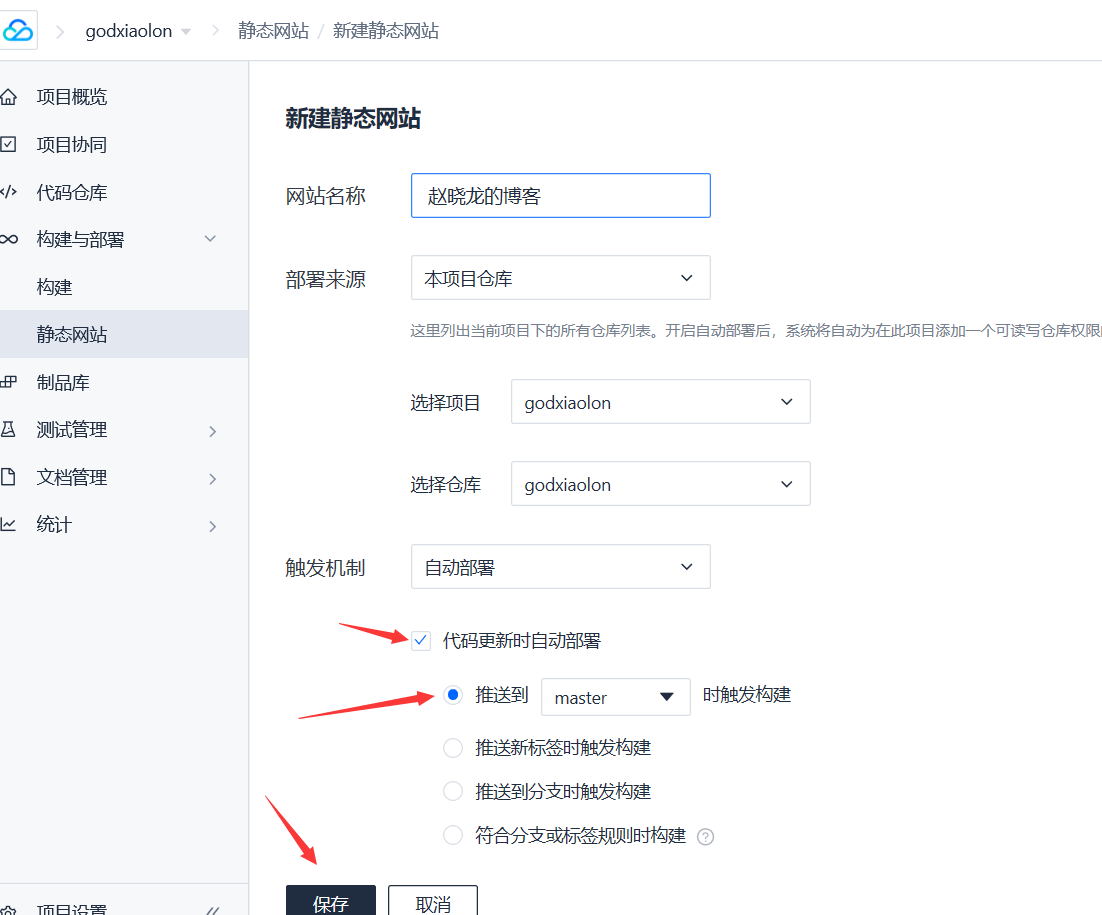 godxiaolon
静态网站 / 新建静态网站
项目概览
项目协同
代码仓库
构建与部署
构建
静态网站
制品库
测试管理
文档管理
统计
项目设置
新建静态网站
网站名称 赵晓龙的博客
部署来源 本项目仓库
这里列出当前项目下的所有仓库列表。开启自动部署后，系统将自动为在此项目添加一个可读写仓库权限
选择项目 godxiaolon
选择仓库 godxiaolon
触发机制 自动部署
代码更新时自动部署
推送到 master 时触发构建
推送新标签时触发构建
推送到分支时触发构建
符合分支或标签规则时构建 ?
保存 取消